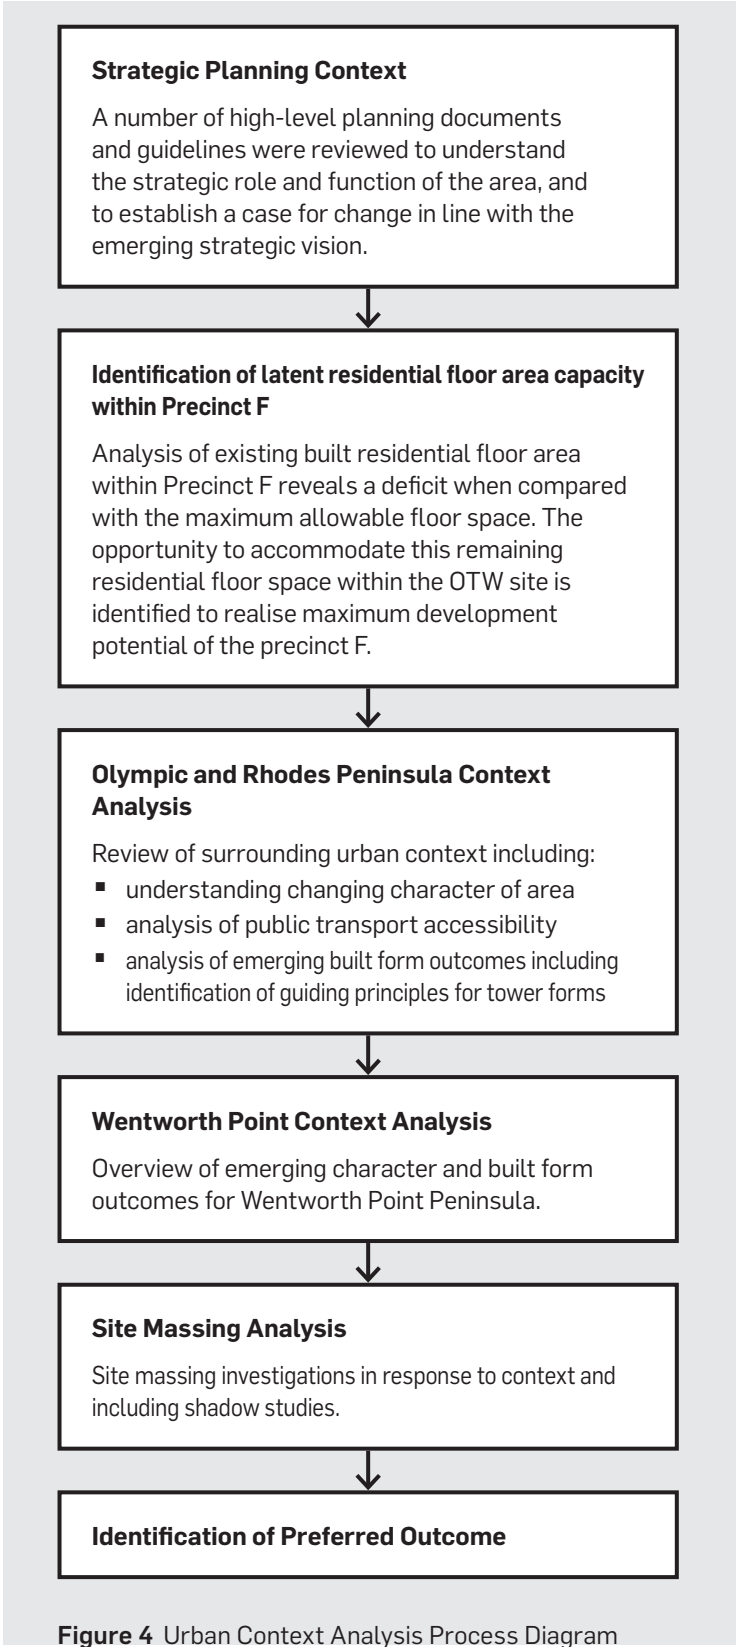 Strategic Planning Context
A number of high-level planning documents
and guidelines were reviewed to understand
the strategic role and function of the area, and
to establish a case for change in line with the
emerging strategic vision.
Identification of latent residential floor area capacity
within Precinct F
Analysis of existing built residential floor area
within Precinct F reveals a deficit when compared
with the maximum allowable floor space. The
opportunity to accommodate this remaining
residential floor space within the OTW site is
identified to realise maximum development
potential of the precinct F.
Olympic and Rhodes Peninsula Context
Analysis
Review of surrounding urban context including:
▪ understanding changing character of area
▪ analysis of public transport accessibility
▪ analysis of emerging built form outcomes including
identification of guiding principles for tower forms
Wentworth Point Context Analysis
Overview of emerging character and built form
outcomes for Wentworth Point Peninsula.
Site Massing Analysis
Site massing investigations in response to context and
including shadow studies.
Identification of Preferred Outcome
Figure 4 Urban Context Analysis Process Diagram